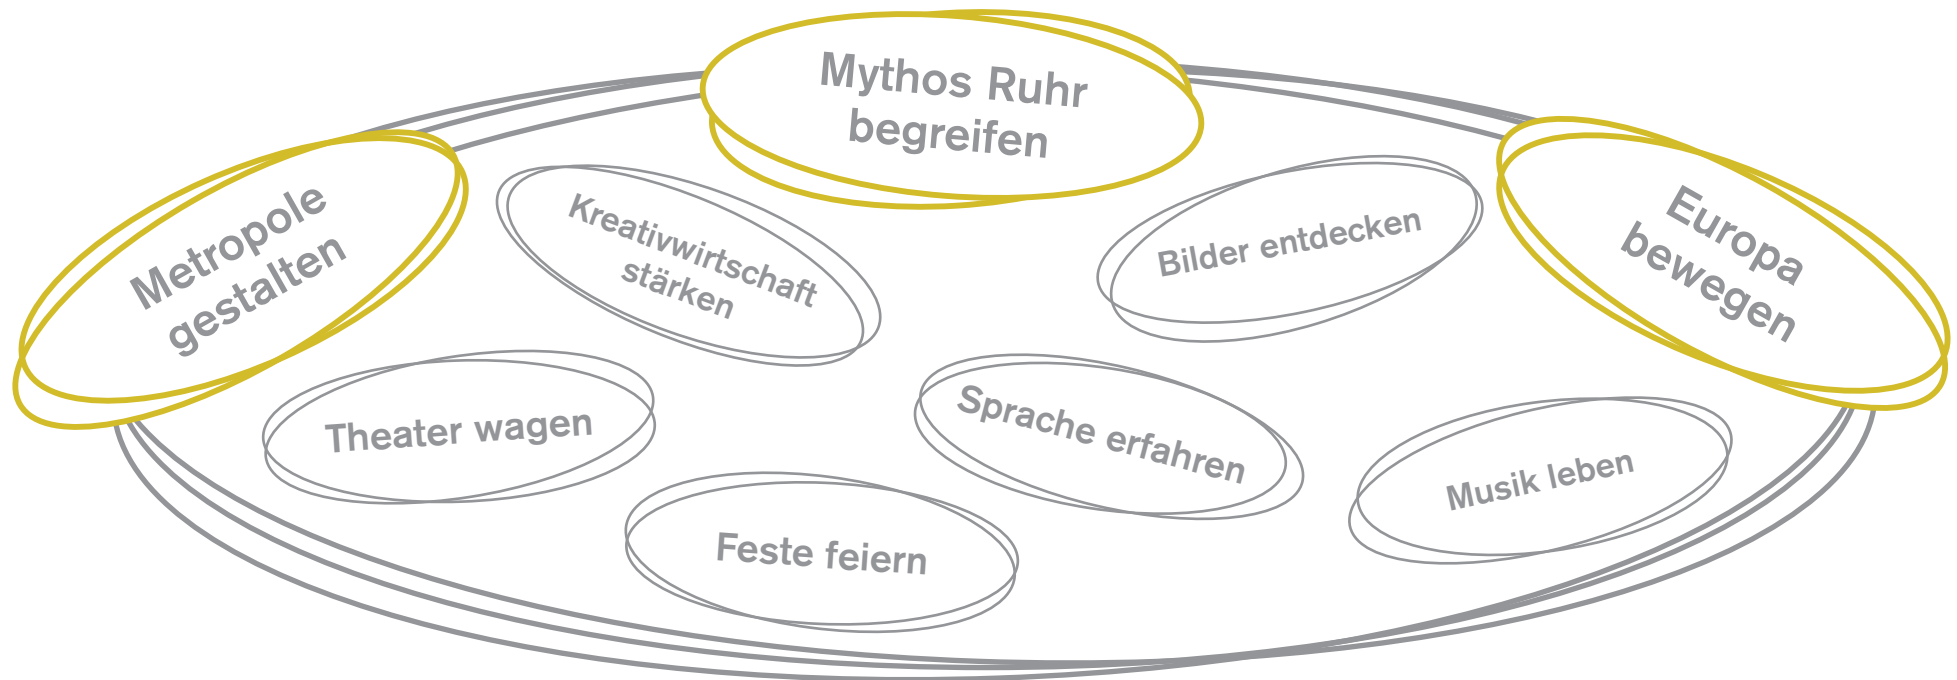 Mythos Ruhr
begreifen
Metropole
gestalten
Europa
bewegen
Kreativwirtschaft
stärken
Bilder entdecken
Theater wagen
Sprache erfahren
Musik leben
Feste feiern